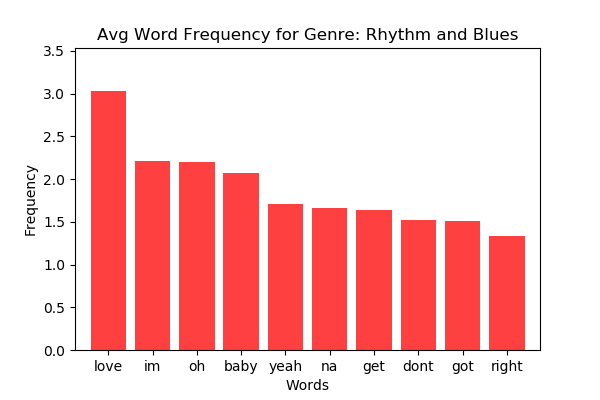 Avg Word Frequency for Genre: Rhythm and Blues
3.5
3.0
2.5
2.0
1.5
1.0
0.5
0.0
Frequency
love im oh baby yeah na get dont got right
Words